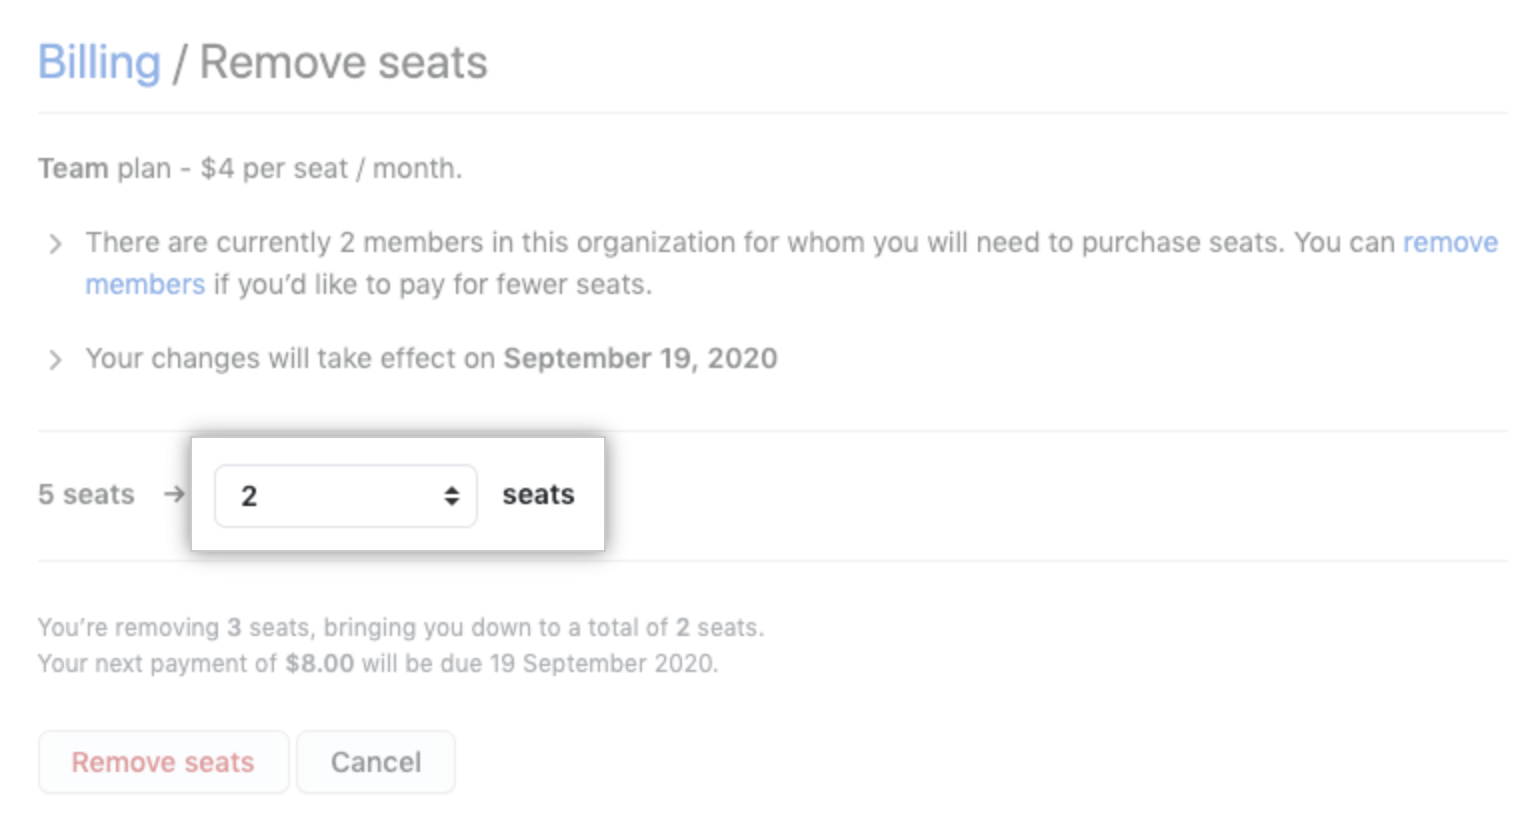 Billing / Remove seats
Team plan - $4 per seat / month.
There are currently 2 members in this organization for whom you will need to purchase seats. You can remove
members if you’d like to pay for fewer seats.
Your changes will take effect on September 19, 2020
5 seats → 2 seats
You’re removing 3 seats, bringing you down to a total of 2 seats.
Your next payment of $8.00 will be due 19 September 2020.
Remove seats Cancel